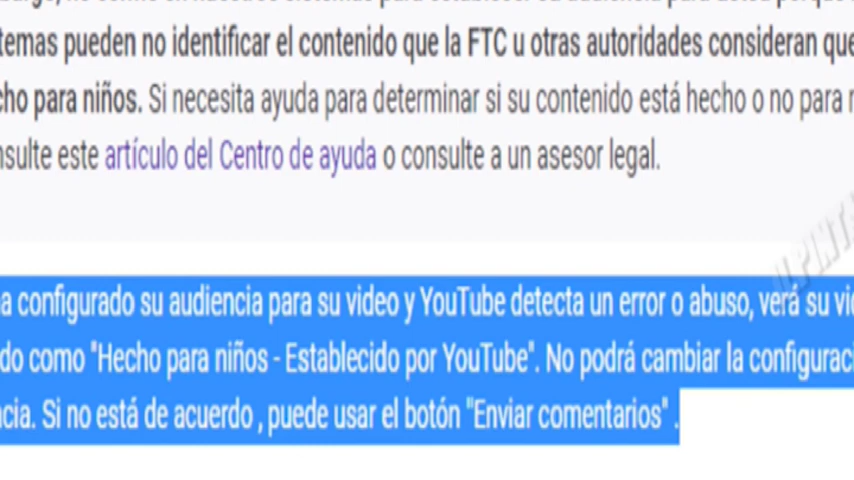 temas pueden no identificar el contenido que la FTC u otras autoridades consideran que
cho para niños. Si necesita ayuda para determinar si su contenido está hecho o no para
nsulte este artículo del Centro de ayuda o consulte a un asesor legal.
a configurado su audiencia para su video y YouTube detecta un error o abuso, verá su vi
do como "Hecho para niños - Establecido por YouTube". No podrá cambiar la configuraci
ncia. Si no está de acuerdo , puede usar el botón "Enviar comentarios" .